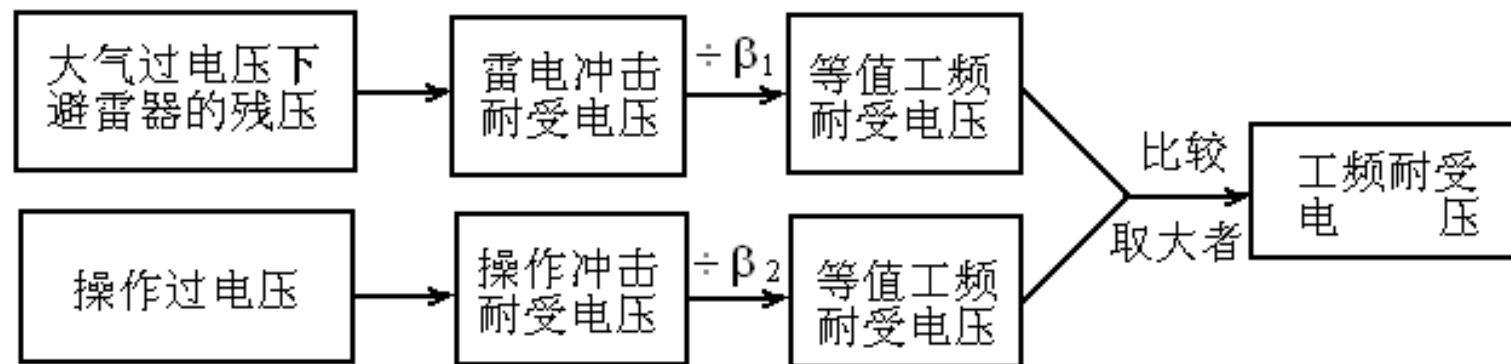 大气过电压下
避雷器的残压
雷电冲击
耐受电压
÷ β₁
等值工频
耐受电压
操作过电压
操作冲击
耐受电压
÷ β₂
等值工频
耐受电压
比较
取大者
工频耐受
电 压